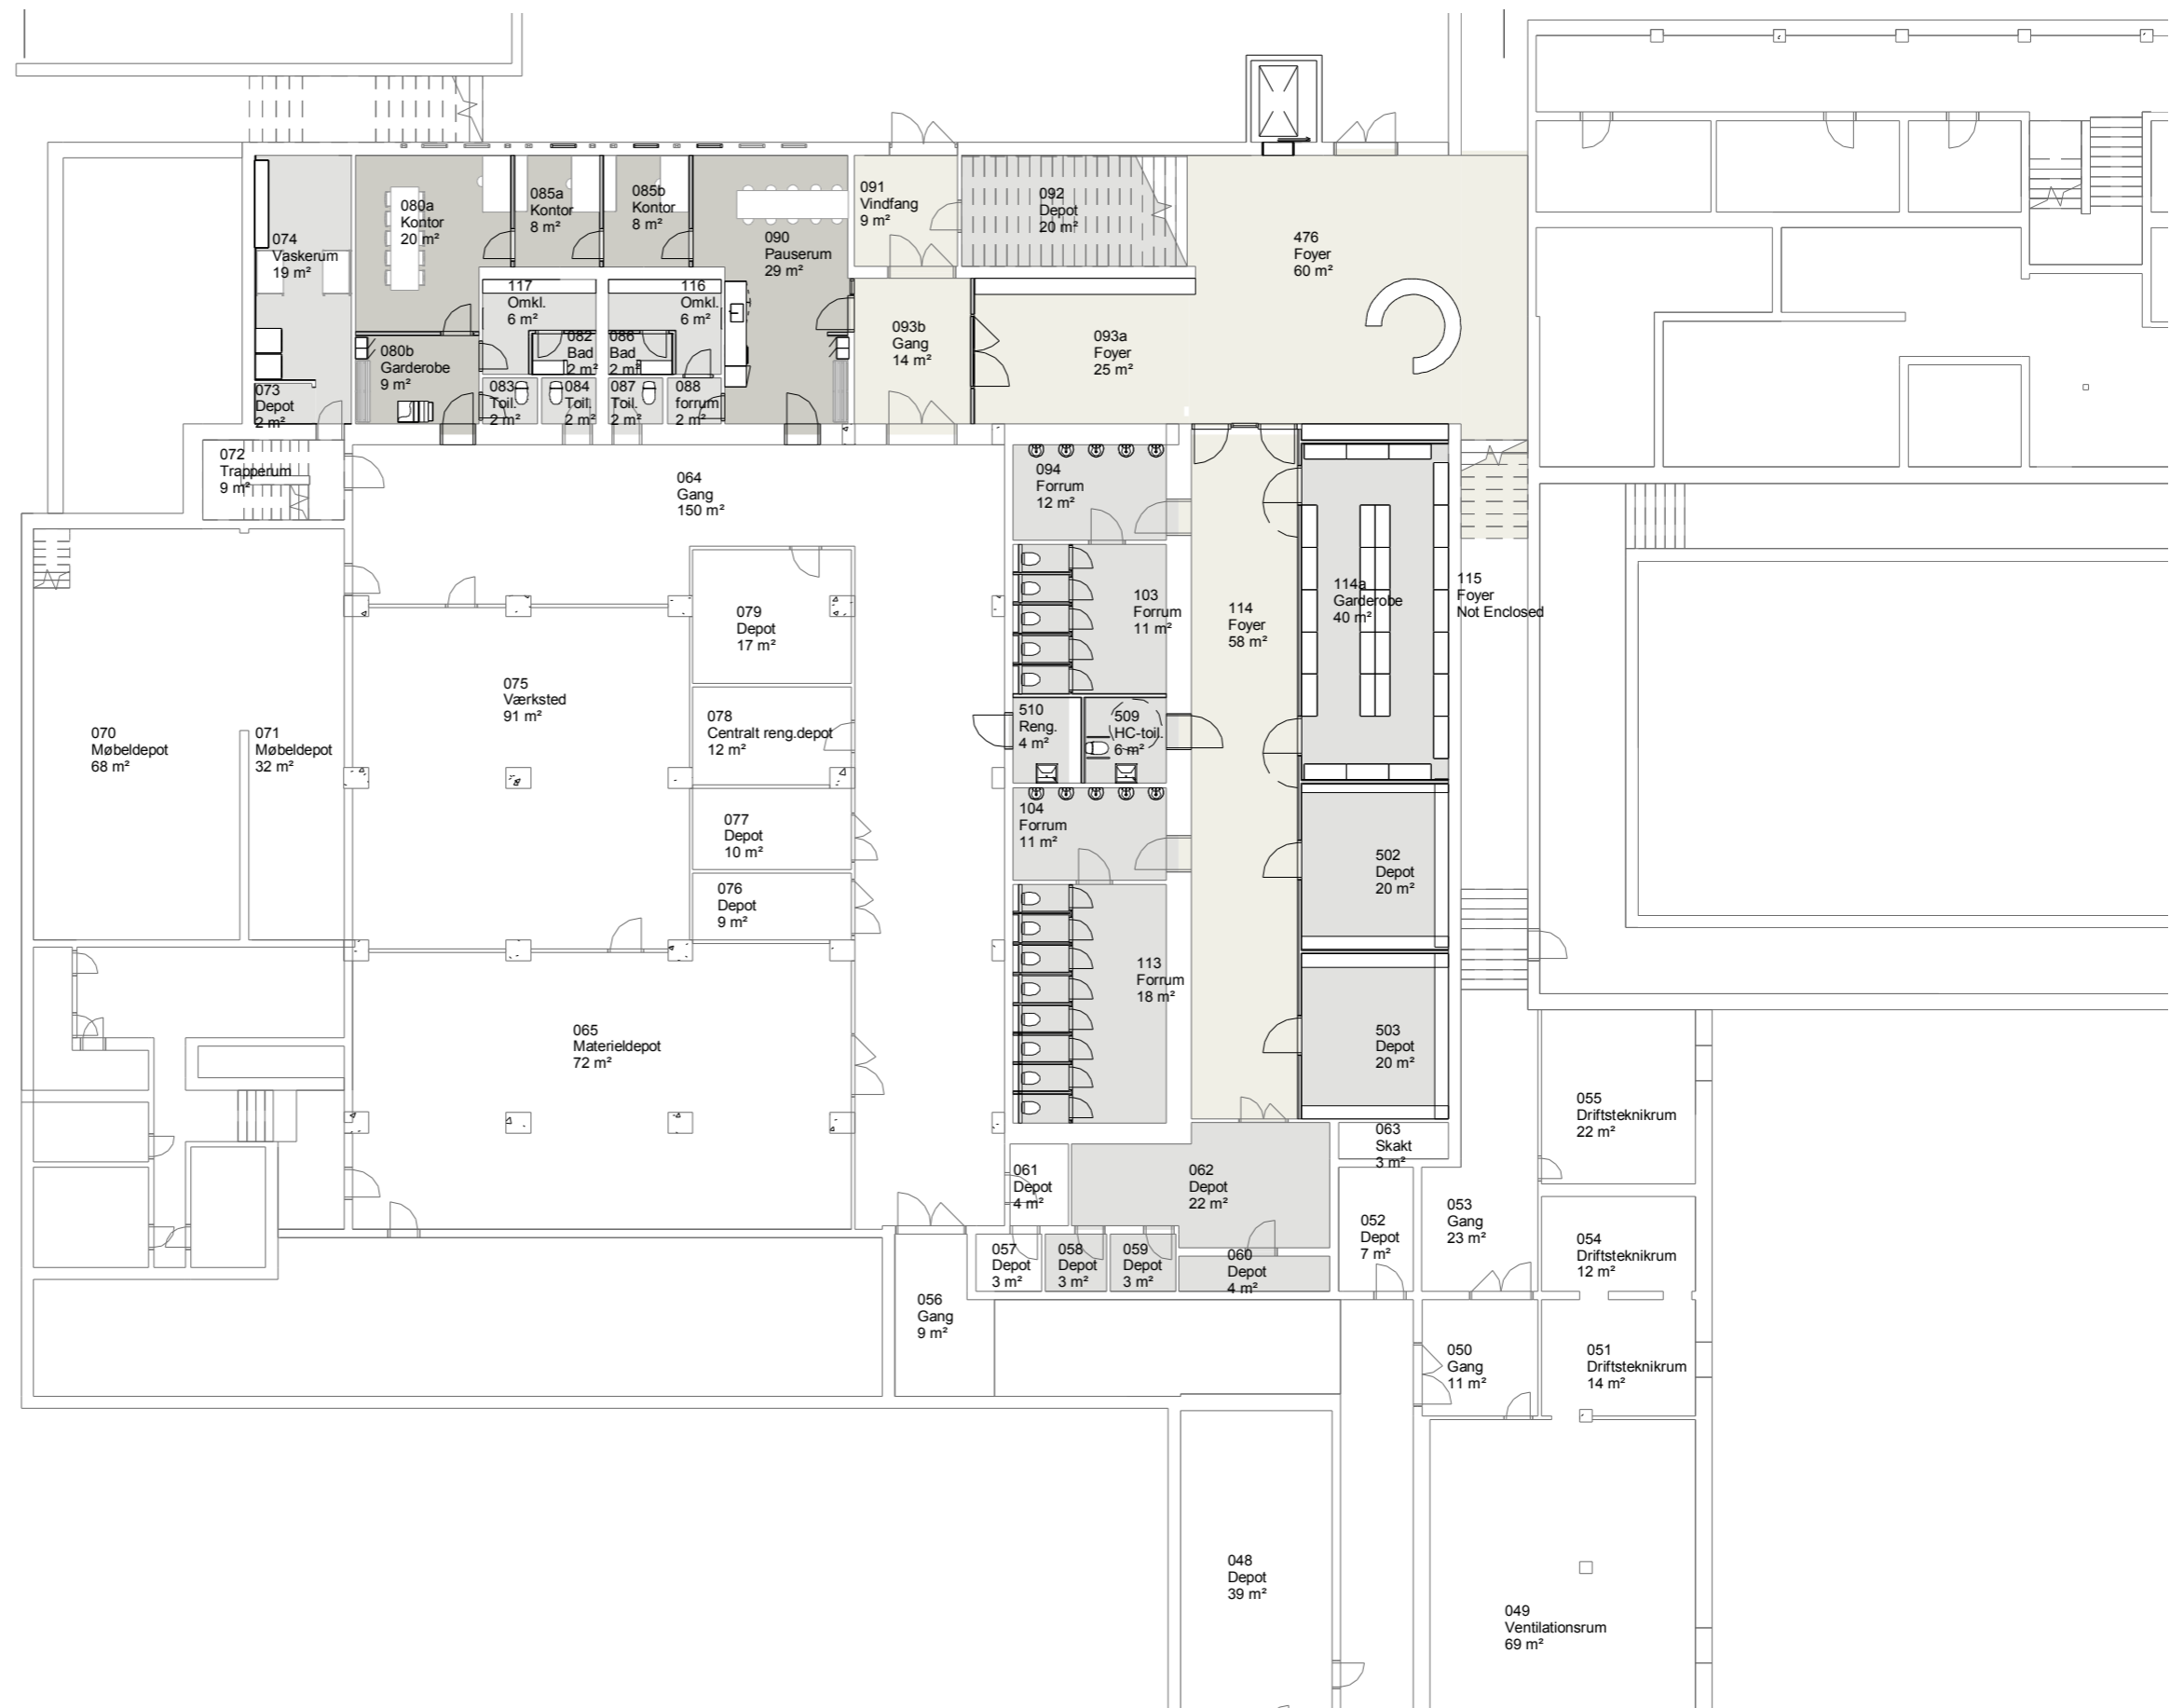 074
Vaskerum
19 m²
080a
Kontor
20 m²
085a
Kontor
8 m²
085b
Kontor
8 m²
090
Pauserum
29 m²
091
Vindfang
9 m²
092
Depot
20 m²
476
Foyer
60 m²
117
Omkl.
6 m²
116
Omkl.
6 m²
082
Bad
2 m²
086
Bad
2 m²
080b
Garderobe
9 m²
083
Toil.
2 m²
084
Toil.
2 m²
087
Toil.
2 m²
088
forrum
2 m²
093b
Gang
14 m²
093a
Foyer
25 m²
073
Depot
2 m²
072
Trapperum
9 m²
064
Gang
150 m²
094
Forrum
12 m²
079
Depot
17 m²
103
Forrum
11 m²
114
Foyer
58 m²
114a
Garderobe
40 m²
115
Foyer
Not Enclosed
075
Værksted
91 m²
070
Møbeldepot
68 m²
071
Møbeldepot
32 m²
078
Centralt reng.depot
12 m²
510
Reng.
4 m²
509
HC-toil.
6 m²
077
Depot
10 m²
104
Forrum
11 m²
076
Depot
9 m²
502
Depot
20 m²
113
Forrum
18 m²
065
Materieldepot
72 m²
503
Depot
20 m²
055
Driftsteknikrum
22 m²
063
Skakt
3 m²
061
Depot
4 m²
062
Depot
22 m²
052
Depot
7 m²
053
Gang
23 m²
054
Driftsteknikrum
12 m²
057
Depot
3 m²
058
Depot
3 m²
059
Depot
3 m²
060
Depot
4 m²
056
Gang
9 m²
050
Gang
11 m²
051
Driftsteknikrum
14 m²
048
Depot
39 m²
049
Ventilationsrum
69 m²